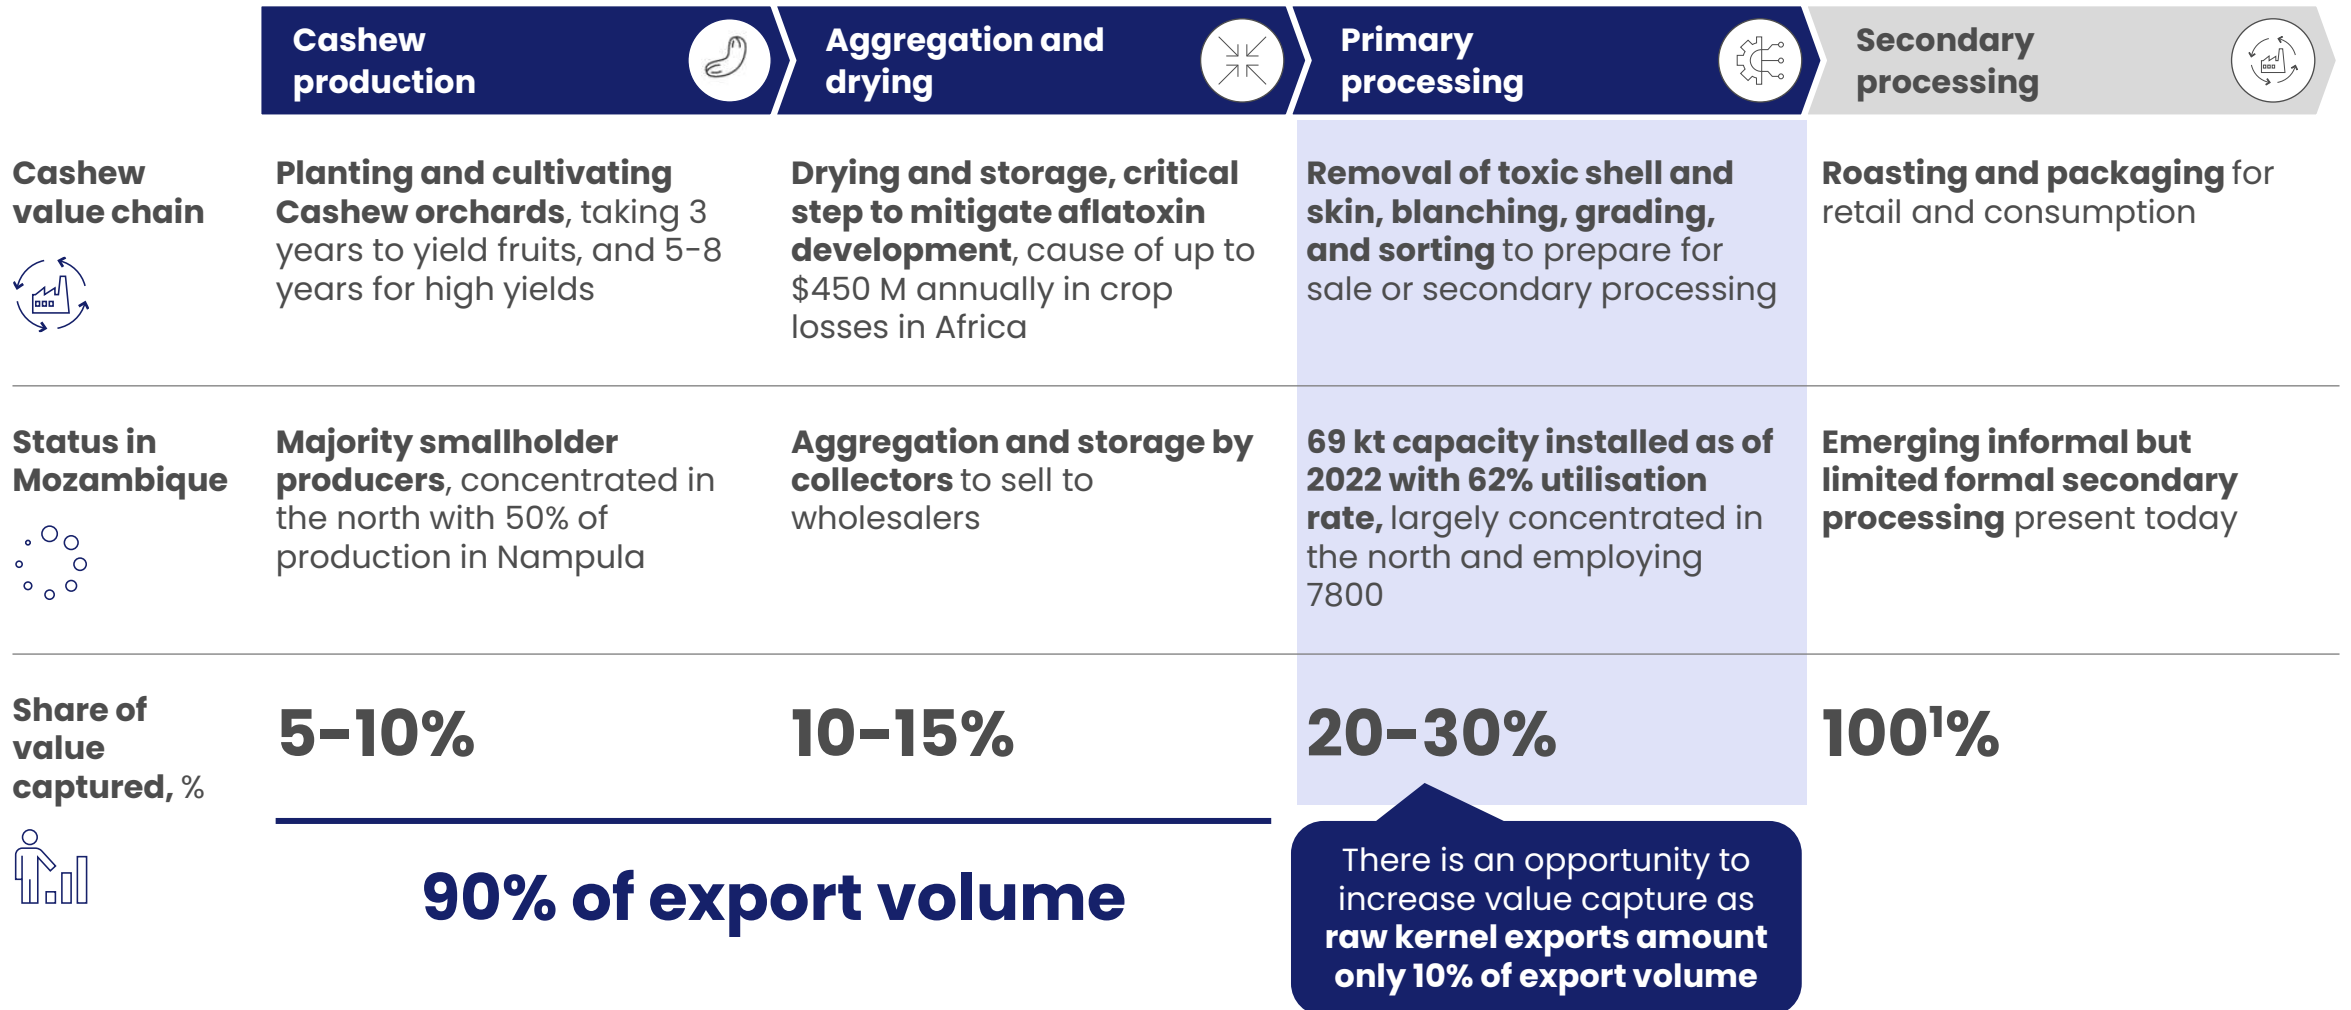 Cashew
production
Aggregation and
drying
Primary
processing
Secondary
processing
Cashew
value chain
Planting and cultivating
Cashew orchards, taking 3
years to yield fruits, and 5-8
years for high yields
Drying and storage, critical
step to mitigate aflatoxin
development, cause of up to
$450 M annually in crop
losses in Africa
Removal of toxic shell and
skin, blanching, grading,
and sorting to prepare for
sale or secondary processing
Roasting and packaging for
retail and consumption
Status in
Mozambique
Majority smallholder
producers, concentrated in
the north with 50% of
production in Nampula
Aggregation and storage by
collectors to sell to
wholesalers
69 kt capacity installed as of
2022 with 62% utilisation
rate, largely concentrated in
the north and employing
7800
Emerging informal but
limited formal secondary
processing present today
Share of
value
captured, %
5-10%
10-15%
20-30%
100¹%
90% of export volume
There is an opportunity to
increase value capture as
raw kernel exports amount
only 10% of export volume